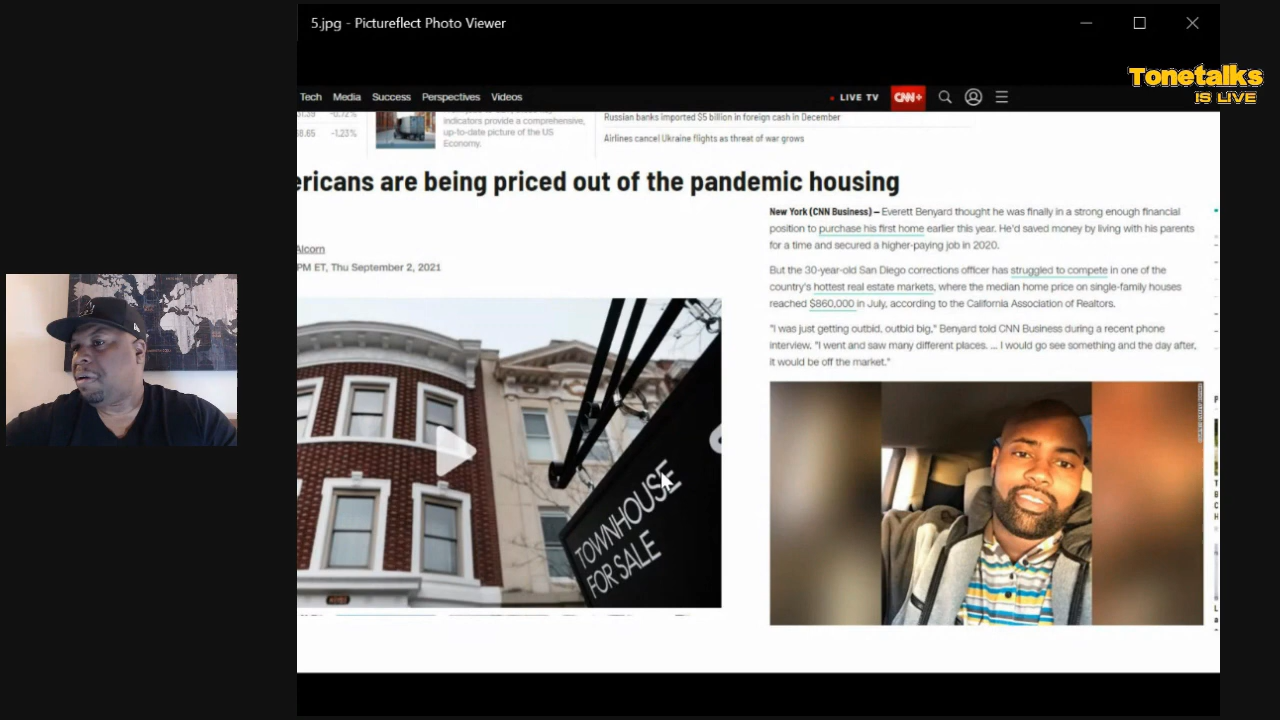 5.jpg - Pictureflect Photo Viewer
Tonetalks
IS LIVE
Tech Media Success Perspectives Videos
LIVE TV CNN+
-0.72%
-1.23%
indicators provide a comprehensive,
up-to-date picture of the US
Economy.
Russian banks imported $5 billion in foreign cash in December
Airlines cancel Ukraine flights as threat of war grows
ericans are being priced out of the pandemic housing
Alcorn
PM ET, Thu September 2, 2021
TOWNHOUSE
FOR SALE
New York (CNN Business) — Everett Benyard thought he was finally in a strong enough financial
position to purchase his first home earlier this year. He'd saved money by living with his parents
for a time and secured a higher-paying job in 2020.
But the 30-year-old San Diego corrections officer has struggled to compete in one of the
country's hottest real estate markets, where the median home price on single-family houses
reached $860,000 in July, according to the California Association of Realtors.
"I was just getting outbid, outbid big," Benyard told CNN Business during a recent phone
interview. "I went and saw many different places. ... I would go see something and the day after,
it would be off the market."